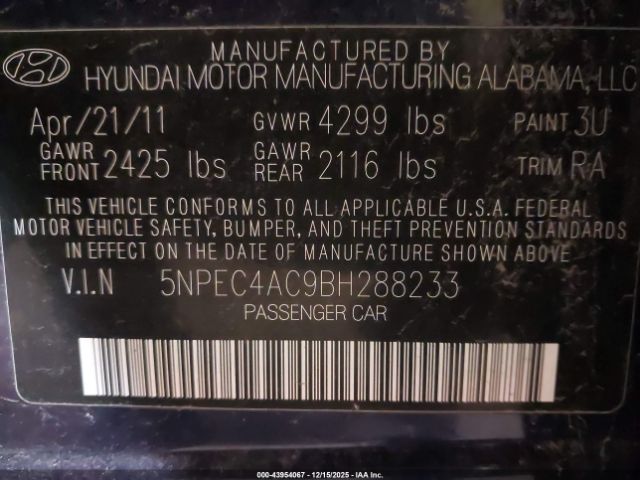 MANUFACTURED BY
HYUNDAI MOTOR MANUFACTURING ALABAMA, LLC
Apr/21/11 GVWR 4299 lbs PAINT 3U
GAWR FRONT 2425 lbs GAWR REAR 2116 lbs TRIM RA
THIS VEHICLE CONFORMS TO ALL APPLICABLE U.S.A. FEDERAL
MOTOR VEHICLE SAFETY, BUMPER, AND THEFT PREVENTION STANDARDS
IN EFFECT ON THE DATE OF MANUFACTURE SHOWN ABOVE.
V.I.N 5NPEC4AC9BH288233
PASSENGER CAR
000-43954067 - 12/15/2025 - IAA Inc.